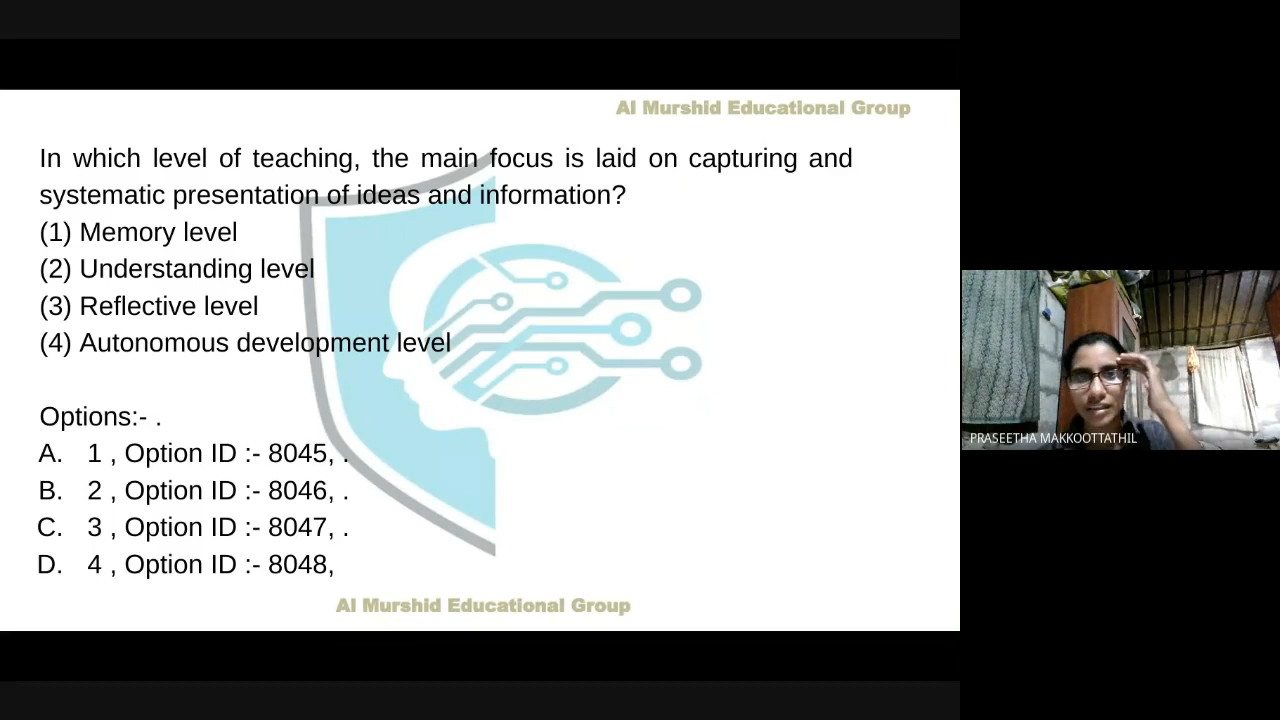 Al Murshid Educational Group
In which level of teaching, the main focus is laid on capturing and
systematic presentation of ideas and information?
(1) Memory level
(2) Understanding level
(3) Reflective level
(4) Autonomous development level
Options:- .
A. 1 , Option ID :- 8045, .
B. 2 , Option ID :- 8046, .
C. 3 , Option ID :- 8047, .
D. 4 , Option ID :- 8048,
Al Murshid Educational Group
PRASEETHA MAKKOOTTATHIL